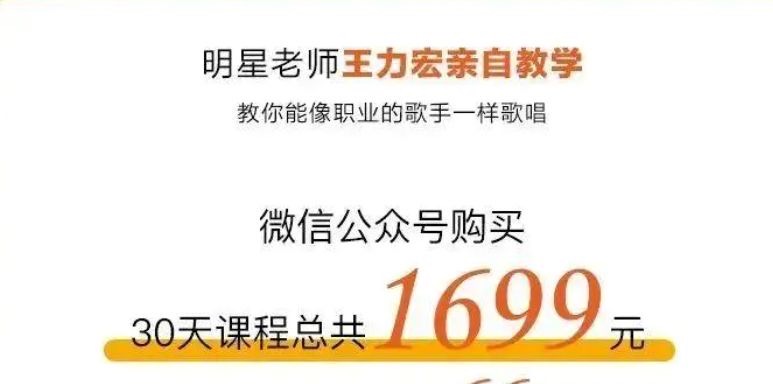 明星老师王力宏亲自教学
教你能像职业的歌手一样歌唱
微信公众号购买
30天课程总共1699元